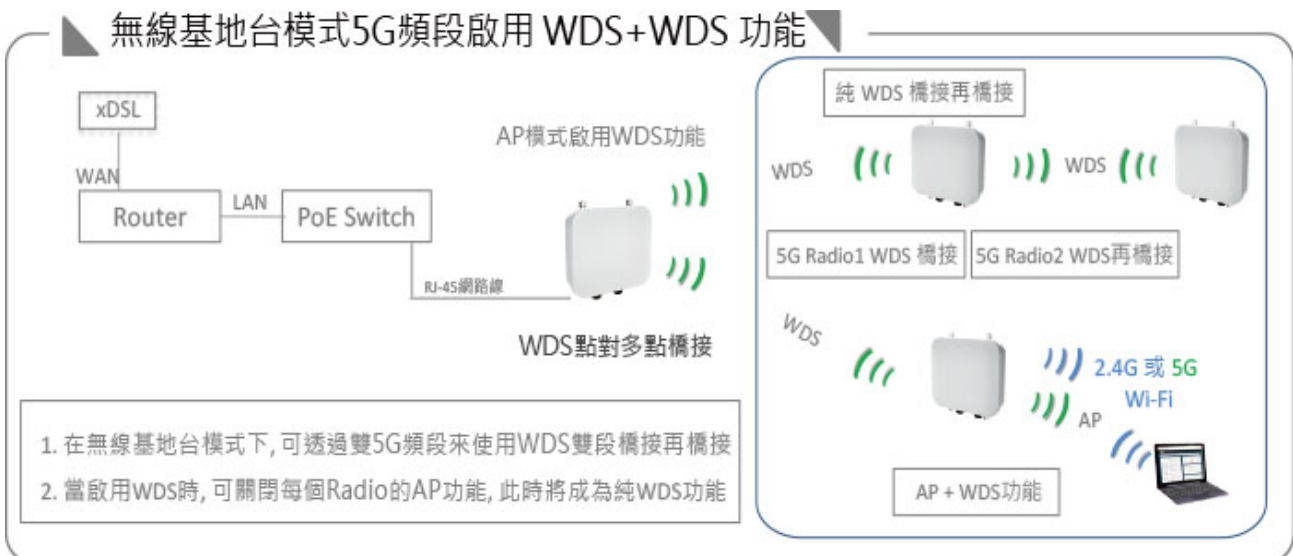 無線基地台模式5G頻段啟用 WDS+WDS 功能
xDSL
WAN
Router
LAN
PoE Switch
RJ-45網路線
AP模式啟用WDS功能
WDS點對多點橋接
純 WDS 橋接再橋接
WDS
WDS
5G Radio1 WDS 橋接
5G Radio2 WDS再橋接
WDS
2.4G 或 5G
Wi-Fi
AP
AP + WDS功能
1. 在無線基地台模式下, 可透過雙5G頻段來使用WDS雙段橋接再橋接
2. 當啟用WDS時, 可關閉每個Radio的AP功能, 此時將成為純WDS功能